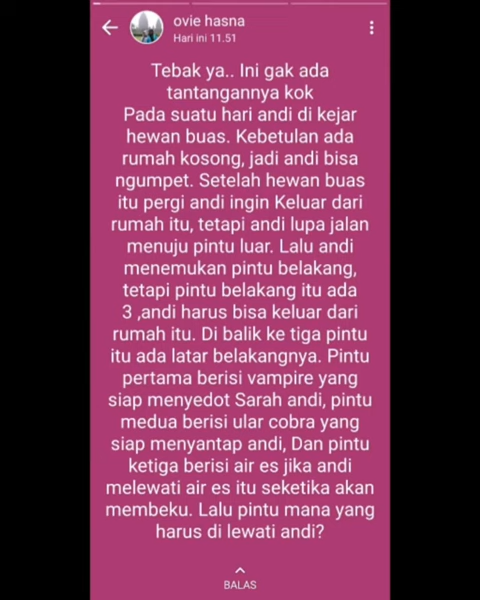 ovie hasna
Hari ini 11.51
Tebak ya.. Ini gak ada
tantangannya kok
Pada suatu hari andi di kejar
hewan buas. Kebetulan ada
rumah kosong, jadi andi bisa
ngumpet. Setelah hewan buas
itu pergi andi ingin Keluar dari
rumah itu, tetapi andi lupa jalan
menuju pintu luar. Lalu andi
menemukan pintu belakang,
tetapi pintu belakang itu ada
3 ,andi harus bisa keluar dari
rumah itu. Di balik ke tiga pintu
itu ada latar belakangnya. Pintu
pertama berisi vampire yang
siap menyedot Sarah andi, pintu
medua berisi ular cobra yang
siap menyantap andi, Dan pintu
ketiga berisi air es jika andi
melewati air es itu seketika akan
membeku. Lalu pintu mana yang
harus di lewati andi?
BALAS